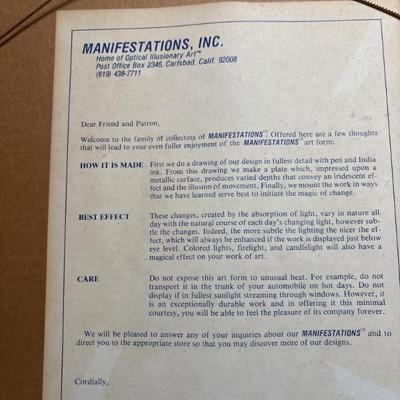 MANIFESTATIONS, INC.
Home of Optical Illusionary Art™
Post Office Box 2346, Carlsbad, Calif. 92008
(619) 438-7711
Dear Friend and Patron,
Welcome to the family of collectors of MANIFESTATIONS™. Offered here are a few thoughts
that will lead to your even fuller enjoyment of the MANIFESTATIONS™ art form:
HOW IT IS MADE First we do a drawing of our design in fullest detail with pen and India
ink. From this drawing we make a plate which, impressed upon a
metallic surface, produces varied depths that convey an iridescent ef-
fect and the illusion of movement. Finally, we mount the work in ways
that we have learned serve best to initiate the magic of change.
BEST EFFECT These changes, created by the absorption of light, vary in nature all
day with the natural course of each day's changing light, however sub-
tle the changes. Indeed, the more subtle the lighting the nicer the ef-
fect, which will always be enhanced if the work is displayed just below
eye level. Colored lights, firelight, and candlelight will also have a
magical effect on your work of art.
CARE Do not expose this art form to unusual heat. For example, do not
transport it in the trunk of your automobile on hot days. Do not
display if in fullest sunlight streaming through windows. However, it
is an exceptionally durable work and in offering it this minimal
courtesy, you will be able to feel the pleasure of its company forever.
We will be pleased to answer any of your inquiries about our MANIFESTATIONS™ and to
direct you to the appropriate store so that you may discover more of our designs.
Cordially,